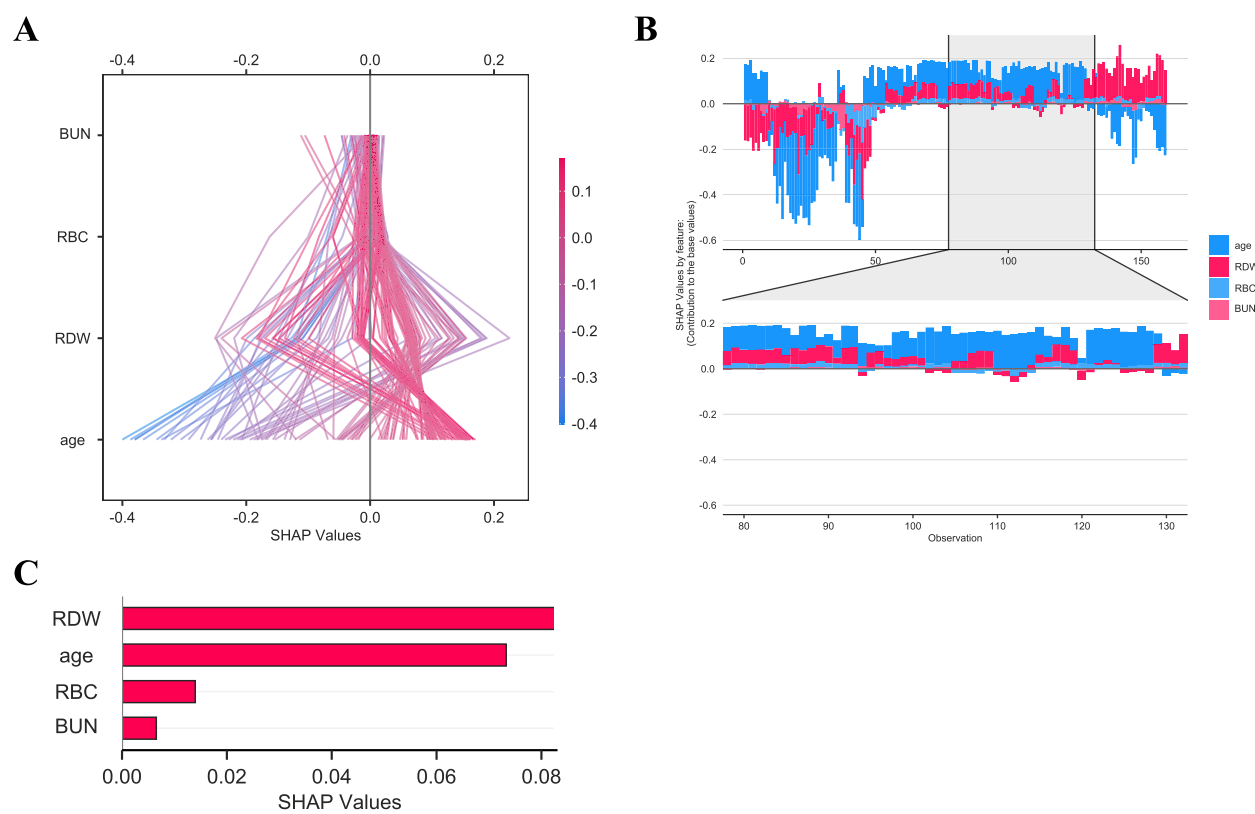 A
-0.4 -0.2 0.0 0.2
BUN
RBC
RDW
age
-0.4 -0.2 0.0 0.2
SHAP Values
0.1
0.0
-0.1
-0.2
-0.3
-0.4
B
SHAP Values by feature:
(Contribution to the base values)
0.2
0.0
-0.2
-0.4
-0.6
0 50 100 150
0.2
0.0
-0.2
-0.4
-0.6
80 90 100 110 120 130
Observation
age
RDW
RBC
BUN
C
RDW
age
RBC
BUN
0.00 0.02 0.04 0.06 0.08
SHAP Values